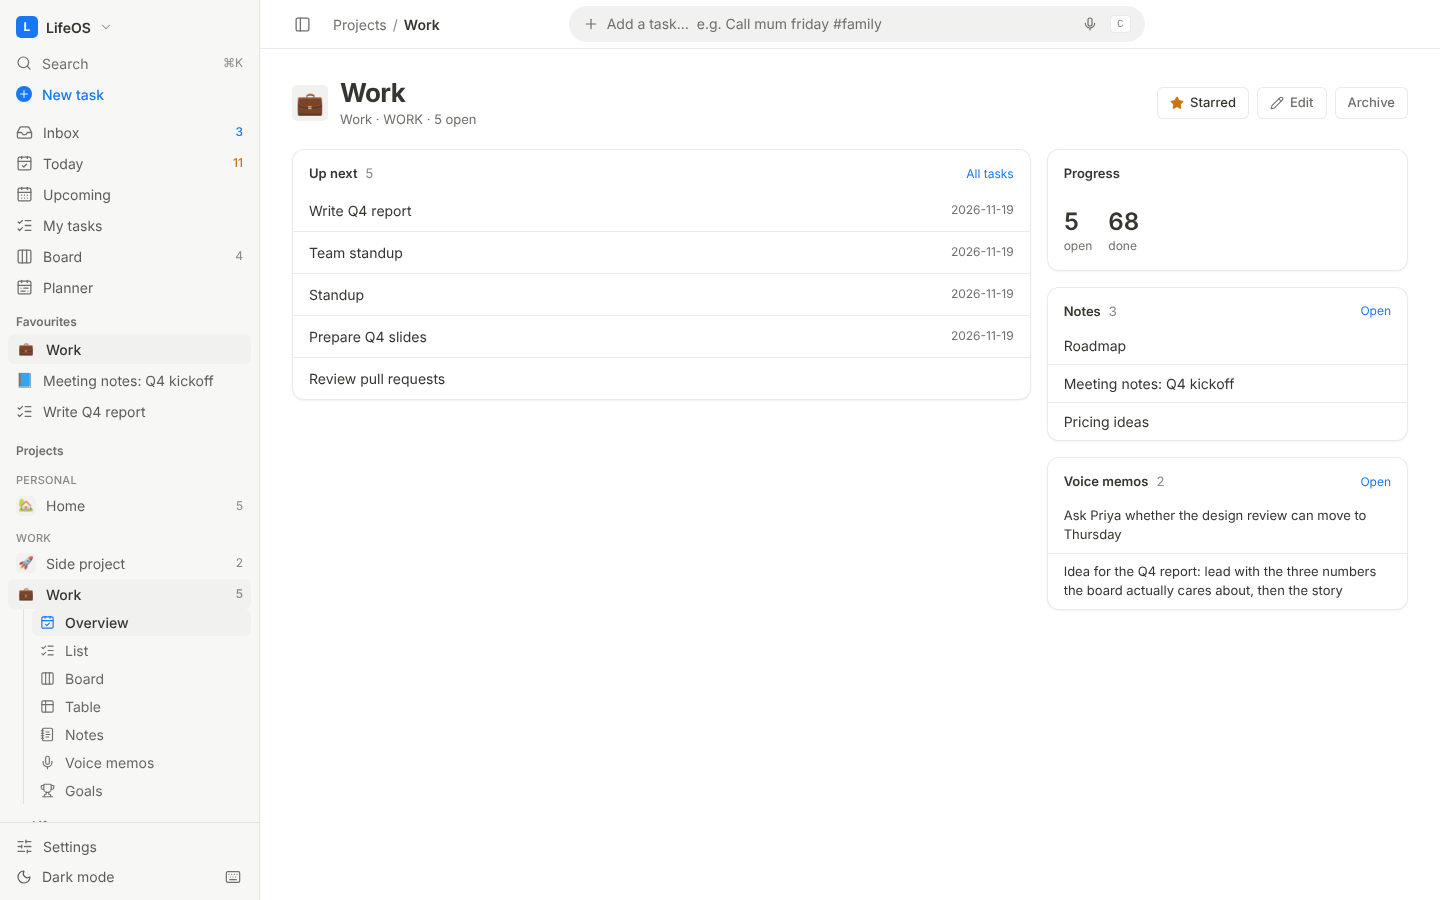 L LifeOS
Search ⌘K
New task
Inbox 3
Today 11
Upcoming
My tasks
Board 4
Planner
Favourites
Work
Meeting notes: Q4 kickoff
Write Q4 report
Projects
PERSONAL
Home 5
WORK
Side project 2
Work 5
Overview
List
Board
Table
Notes
Voice memos
Goals
Settings
Dark mode
Projects / Work
Add a task... e.g. Call mum friday #family C
Work
Work · WORK · 5 open
Starred Edit Archive
Up next 5 All tasks
Write Q4 report 2026-11-19
Team standup 2026-11-19
Standup 2026-11-19
Prepare Q4 slides 2026-11-19
Review pull requests
Progress
5 68
open done
Notes 3 Open
Roadmap
Meeting notes: Q4 kickoff
Pricing ideas
Voice memos 2 Open
Ask Priya whether the design review can move to
Thursday
Idea for the Q4 report: lead with the three numbers
the board actually cares about, then the story